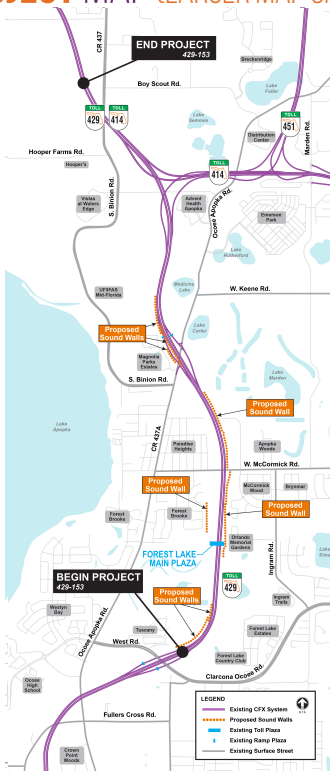 END PROJECT
429-153
CR 437
Breckenridge
Boy Scout Rd.
Lake
Fuller
TOLL
429
TOLL
414
Lake
Semmes
TOLL
451
Distribution
Center
Marden Rd.
Hooper Farms Rd.
Hooper's
TOLL
414
Vistas
at Waters
Edge
S. Binion Rd.
Advent
Health
Apopka
Ocoee Apopka Rd.
Emerson
Park
Lake
Rutherford
Medicine
Lake
UF/IFAS
Mid-Florida
W. Keene Rd.
Proposed
Sound Walls
Lake
Carter
Magnolia
Parks
Estates
S. Binion Rd.
Lake
Marden
Proposed
Sound Wall
Lake
Apopka
CR 437A
Paradise
Heights
Apopka
Woods
W. McCormick Rd.
Proposed
Sound Wall
McCormick
Wood
Brynmar
Forest
Brooke
Forest
Brooke
Proposed
Sound Wall
Orlando
Memorial
Gardens
FOREST LAKE
MAIN PLAZA
Ingram Rd.
BEGIN PROJECT
429-153
TOLL
429
Proposed
Sound Walls
Ingram
Trails
Westyn
Bay
Ocoee Apopka Rd.
Tuscany
West Rd.
Forest Lake
Estates
Forest Lake
Country Club
Clarcona Ocoee Rd.
Ocoee
High
School
Fullers Cross Rd.
Crown
Point
Woods
LEGEND
Existing CFX System
Proposed Sound Walls
Existing Toll Plaza
Existing Ramp Plaza
Existing Surface Street